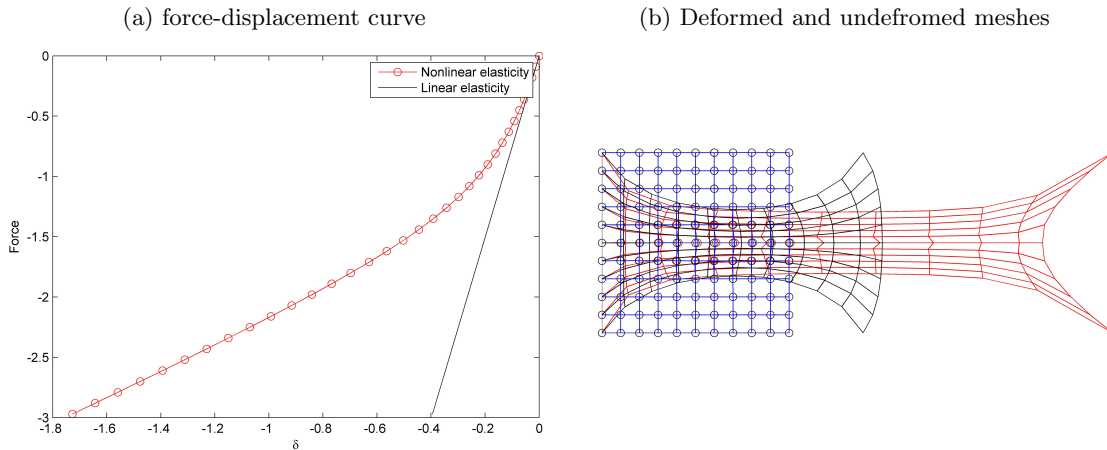 (a) force-displacement curve
(b) Deformed and undefromed meshes
Nonlinear elasticity
Linear elasticity
0
-0.5
-1
-1.5
-2
-2.5
-3
Force
-1.8 -1.6 -1.4 -1.2 -1 -0.8 -0.6 -0.4 -0.2 0
δ